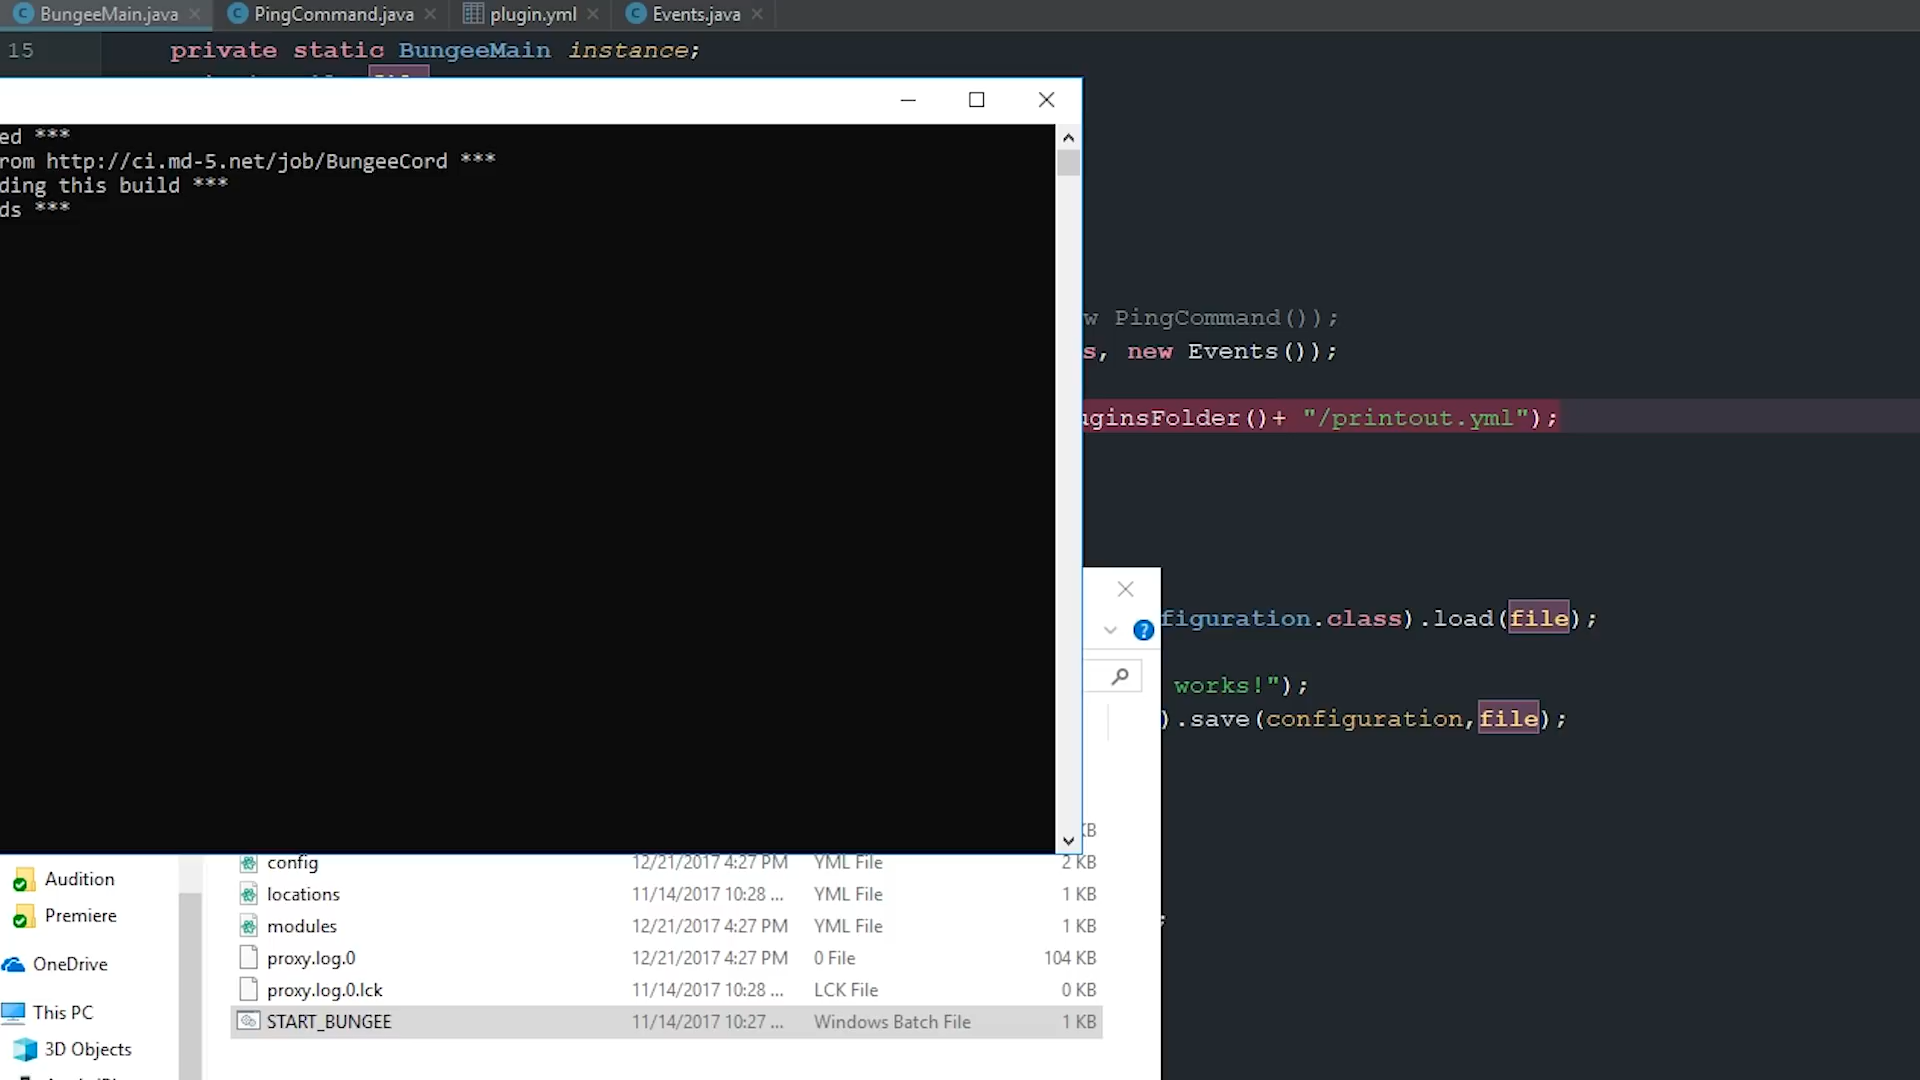 BungeeMain.java
PingCommand.java
plugin.yml
Events.java
15 private static BungeeMain instance;
ed ***
rom http://ci.md-5.net/job/BungeeCord ***
ding this build ***
ds ***
w PingCommand());
s, new Events());
uginsFolder()+ "/printout.yml");
figuration.class).load(file);
works!");
).save(configuration,file);
;
KB
config 12/21/2017 4:27 PM YML File 2 KB
locations 11/14/2017 10:28 ... YML File 1 KB
modules 12/21/2017 4:27 PM YML File 1 KB
proxy.log.0 12/21/2017 4:27 PM 0 File 104 KB
proxy.log.0.lck 11/14/2017 10:28 ... LCK File 0 KB
START_BUNGEE 11/14/2017 10:27 ... Windows Batch File 1 KB
Audition
Premiere
OneDrive
This PC
3D Objects